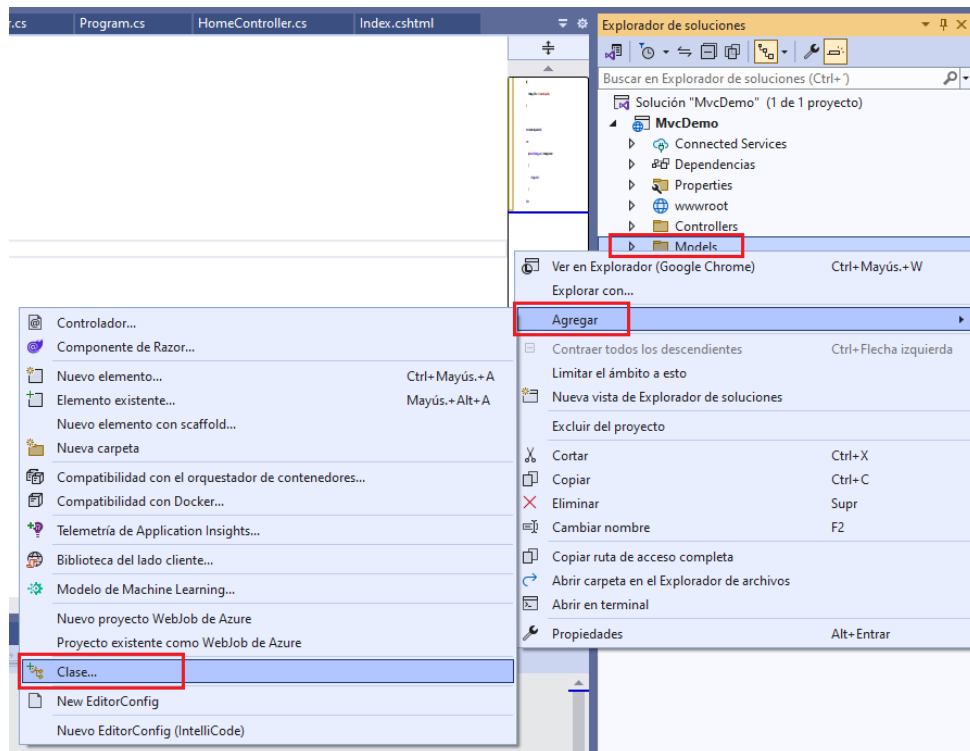 .cs Program.cs HomeController.cs Index.cshtml
Explorador de soluciones
Buscar en Explorador de soluciones (Ctrl+´)
Solución "MvcDemo" (1 de 1 proyecto)
MvcDemo
Connected Services
Dependencias
Properties
wwwroot
Controllers
Models
Ver en Explorador (Google Chrome) Ctrl+Mayús.+W
Explorar con...
Agregar
Contraer todos los descendientes Ctrl+Flecha izquierda
Limitar el ámbito a esto
Nueva vista de Explorador de soluciones
Excluir del proyecto
Cortar Ctrl+X
Copiar Ctrl+C
Eliminar Supr
Cambiar nombre F2
Copiar ruta de acceso completa
Abrir carpeta en el Explorador de archivos
Abrir en terminal
Propiedades Alt+Entrar
Controlador...
Componente de Razor...
Nuevo elemento... Ctrl+Mayús.+A
Elemento existente... Mayús.+Alt+A
Nuevo elemento con scaffold...
Nueva carpeta
Compatibilidad con el orquestador de contenedores...
Compatibilidad con Docker...
Telemetría de Application Insights...
Biblioteca del lado cliente...
Modelo de Machine Learning...
Nuevo proyecto WebJob de Azure
Proyecto existente como WebJob de Azure
Clase...
New EditorConfig
Nuevo EditorConfig (IntelliCode)